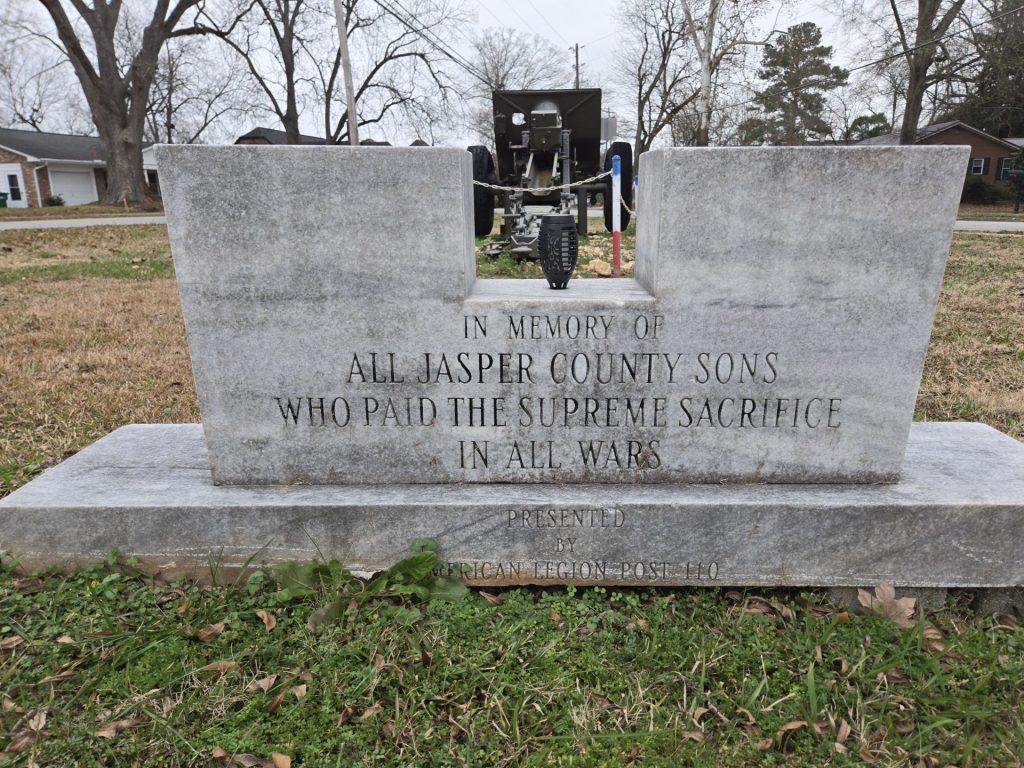 IN MEMORY OF
ALL JASPER COUNTY SONS
WHO PAID THE SUPREME SACRIFICE
IN ALL WARS
PRESENTED
BY
AMERICAN LEGION POST 110